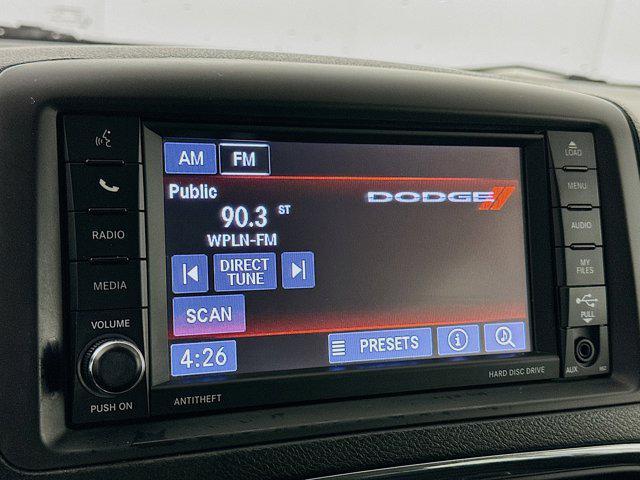 AM FM
Public
90.3 ST
WPLN-FM
DIRECT
TUNE
SCAN
4:26
PRESETS
DODGE
RADIO
MEDIA
VOLUME
PUSH ON
ANTITHEFT
HARD DISC DRIVE
LOAD
MENU
AUDIO
MY
FILES
PULL
AUX